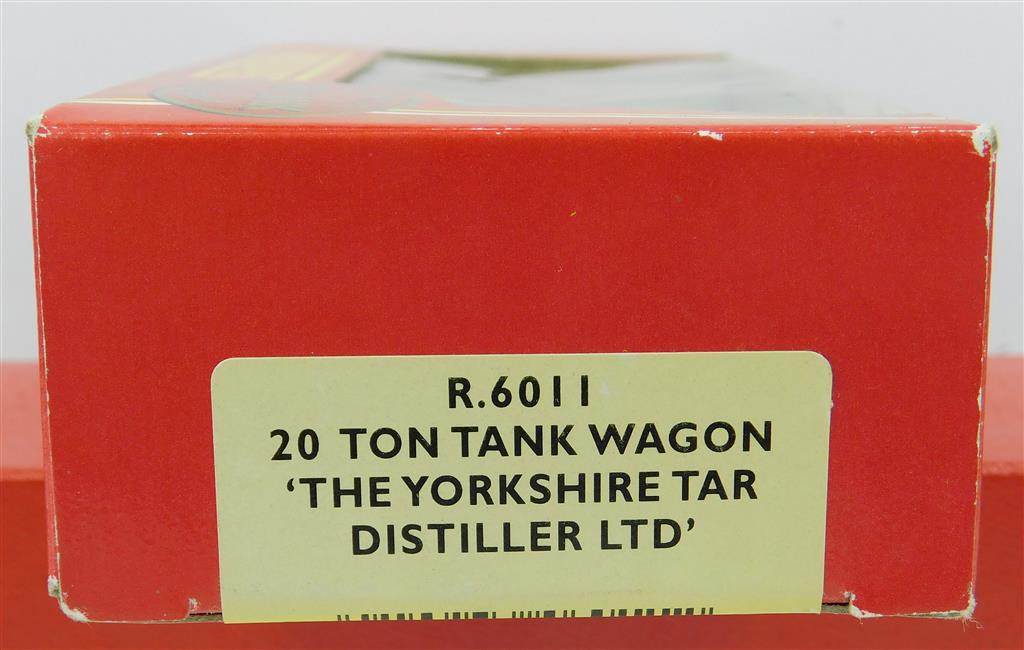 R.6011
20 TON TANK WAGON
‘THE YORKSHIRE TAR
DISTILLER LTD’